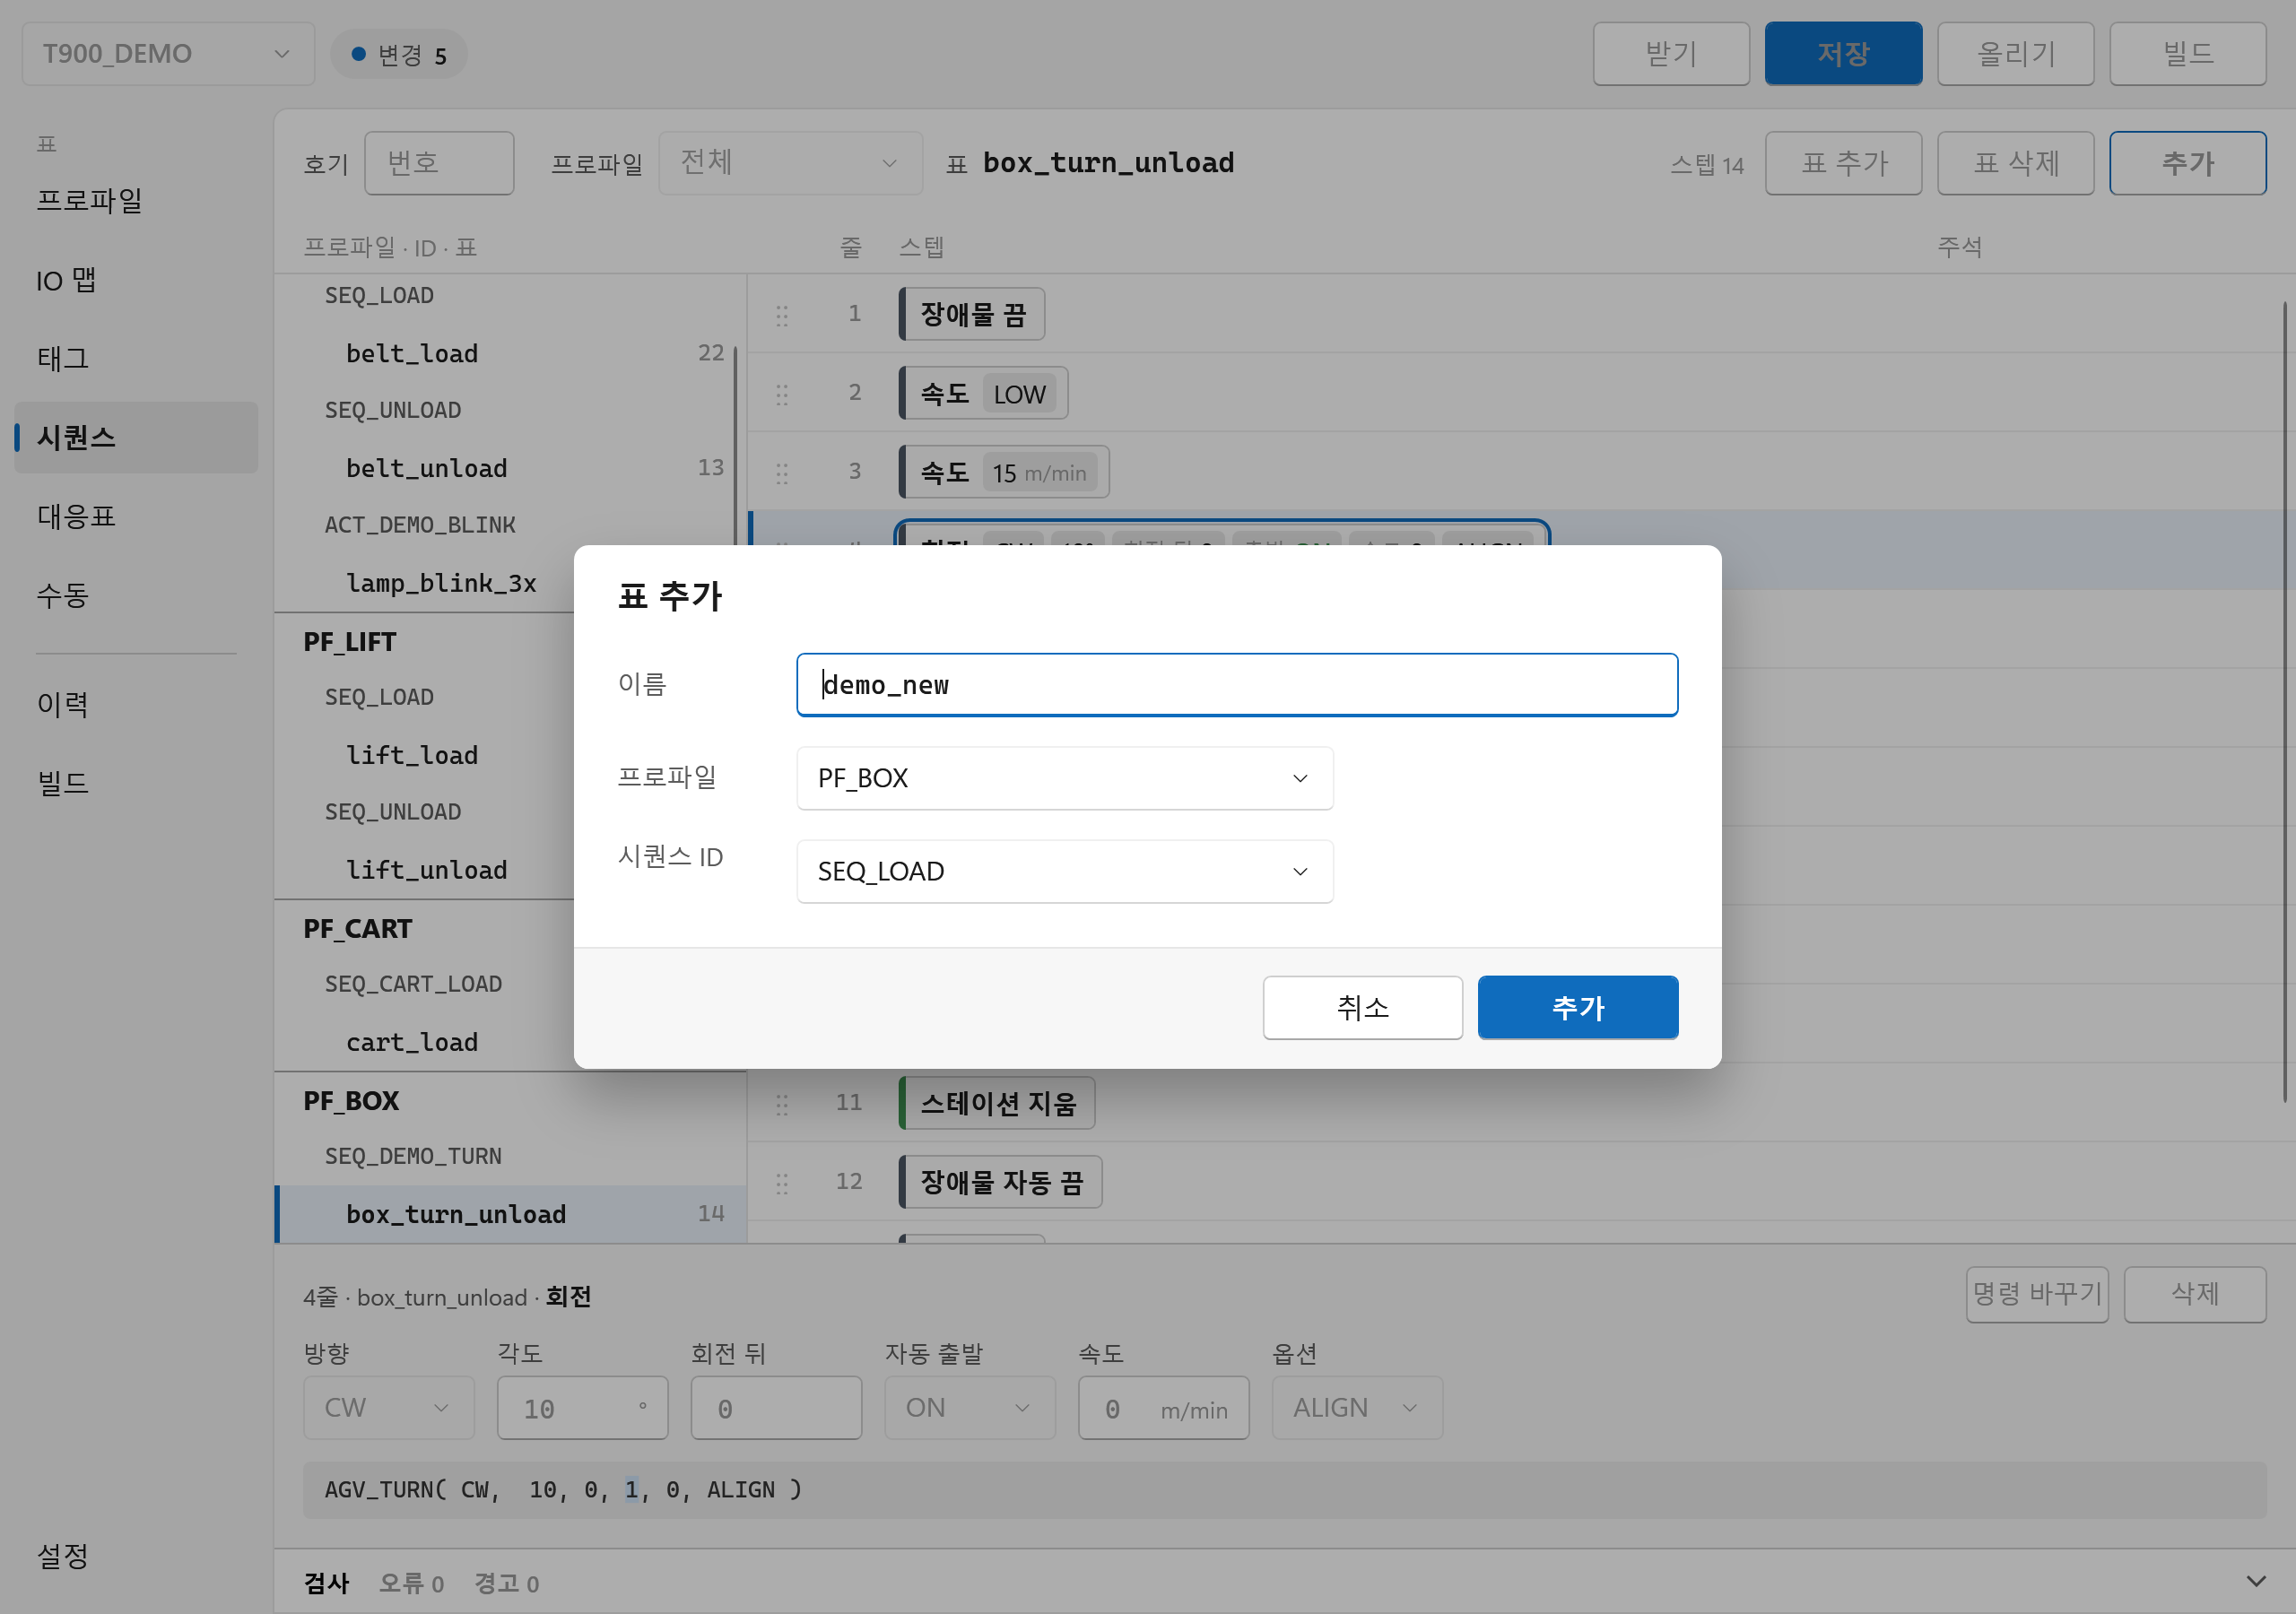 T900_DEMO
변경 5
받기
저장
올리기
빌드
표
프로파일
IO 맵
태그
시퀀스
대응표
수동
이력
빌드
설정
호기
번호
프로파일
전체
표 box_turn_unload
스텝 14
표 추가
표 삭제
추가
프로파일 · ID · 표
줄
스텝
주석
SEQ_LOAD
belt_load 22
SEQ_UNLOAD
belt_unload 13
ACT_DEMO_BLINK
lamp_blink_3x
PF_LIFT
SEQ_LOAD
lift_load
SEQ_UNLOAD
lift_unload
PF_CART
SEQ_CART_LOAD
cart_load
PF_BOX
SEQ_DEMO_TURN
box_turn_unload 14
1 장애물 끔
2 속도 LOW
3 속도 15 m/min
11 스테이션 지움
12 장애물 자동 끔
표 추가
이름
demo_new
프로파일
PF_BOX
시퀀스 ID
SEQ_LOAD
취소
추가
4줄 · box_turn_unload · 회전
명령 바꾸기
삭제
방향
각도
회전 뒤
자동 출발
속도
옵션
CW
10 °
0
ON
0 m/min
ALIGN
AGV_TURN( CW,  10, 0, 1, 0, ALIGN )
검사
오류 0
경고 0